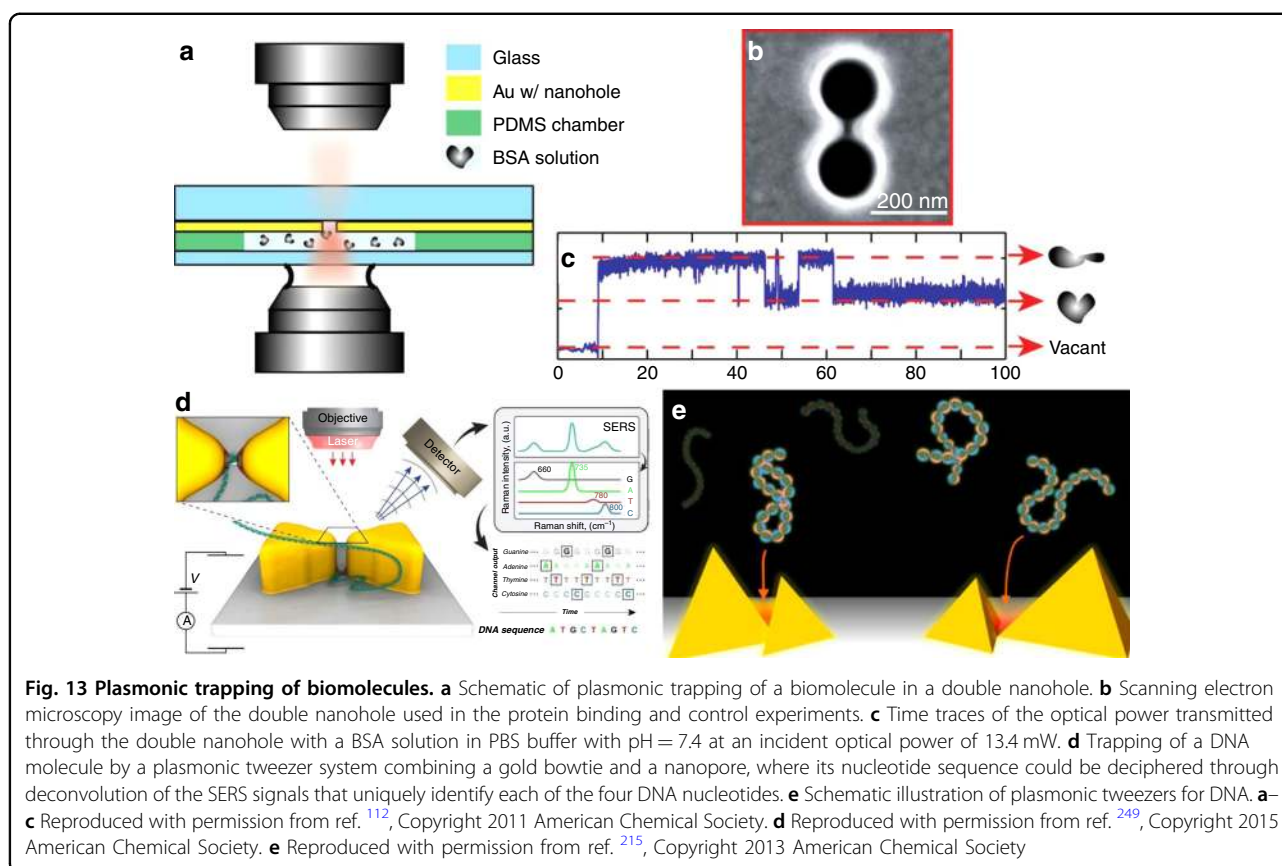 a
Glass
Au w/ nanohole
PDMS chamber
BSA solution
b
200 nm
c
Vacant
0 20 40 60 80 100
d
Objective
Laser
Detector
SERS
Raman intensity, (a.u.)
660
735
780
800
G
A
T
C
Raman shift, (cm⁻¹)
Channel output
Guanine
G G G G G G
Adenine
Thymine
T T T T T T
Cytosine
Time
DNA sequence A T G C T A G T C
V
A
e
Fig. 13 Plasmonic trapping of biomolecules. a Schematic of plasmonic trapping of a biomolecule in a double nanohole. b Scanning electron
microscopy image of the double nanohole used in the protein binding and control experiments. c Time traces of the optical power transmitted
through the double nanohole with a BSA solution in PBS buffer with pH = 7.4 at an incident optical power of 13.4 mW. d Trapping of a DNA
molecule by a plasmonic tweezer system combining a gold bowtie and a nanopore, where its nucleotide sequence could be deciphered through
deconvolution of the SERS signals that uniquely identify each of the four DNA nucleotides. e Schematic illustration of plasmonic tweezers for DNA. a–
c Reproduced with permission from ref. 112, Copyright 2011 American Chemical Society. d Reproduced with permission from ref. 249, Copyright 2015
American Chemical Society. e Reproduced with permission from ref. 215, Copyright 2013 American Chemical Society